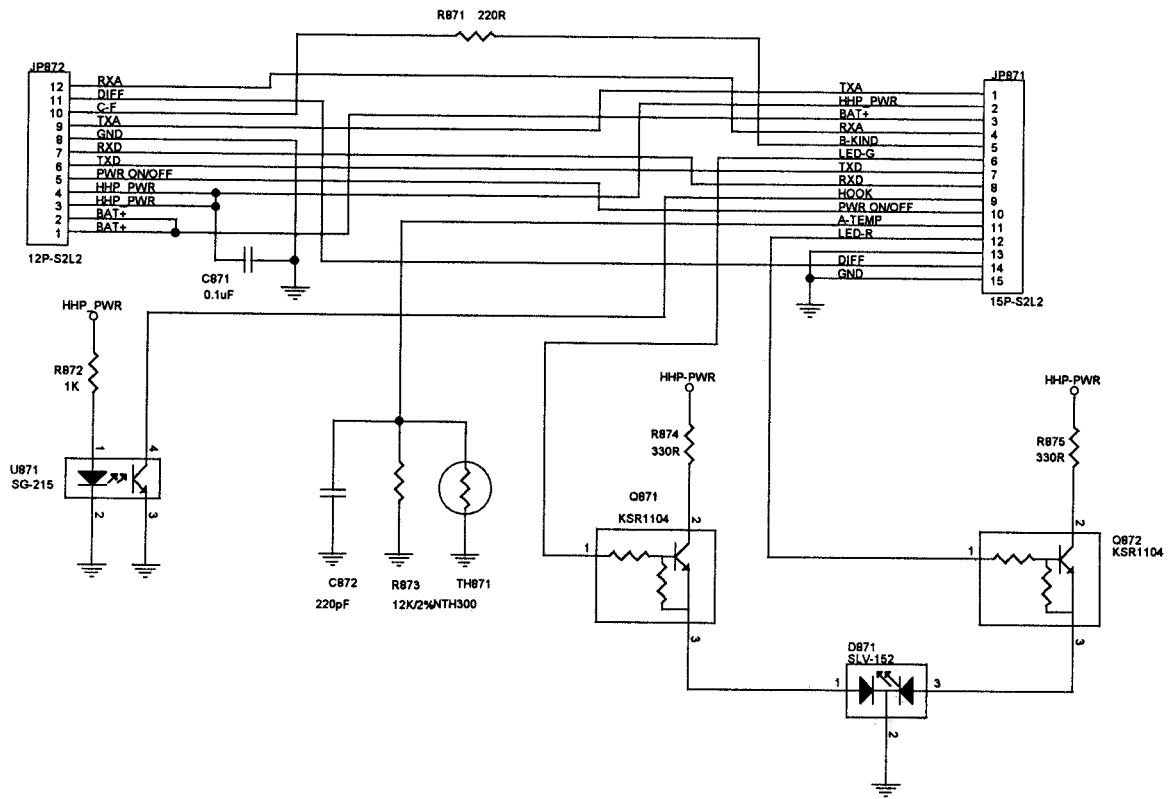 R871 220R
JP872
12 RXA
11 DIFF
10 C-F
9 TXA
8 GND
7 RXD
6 TXD
5 PWR ON/OFF
4 HHP_PWR
3 HHP_PWR
2 BAT+
1 BAT+
12P-S2L2
JP871
TXA 1
HHP_PWR 2
BAT+ 3
RXA 4
B-KIND 5
LED-G 6
TXD 7
RXD 8
HOOK 9
PWR ON/OFF 10
A-TEMP 11
LED-R 12
13
DIFF 14
GND 15
15P-S2L2
C871
0.1uF
HHP_PWR
R872
1K
U871
SG-215
1
4
2
3
C872
220pF
R873
12K/2%
TH871
NTH300
HHP-PWR
R874
330R
Q871
KSR1104
2
1
3
HHP-PWR
R875
330R
2
Q872
KSR1104
1
3
D871
SLV-152
1
3
2